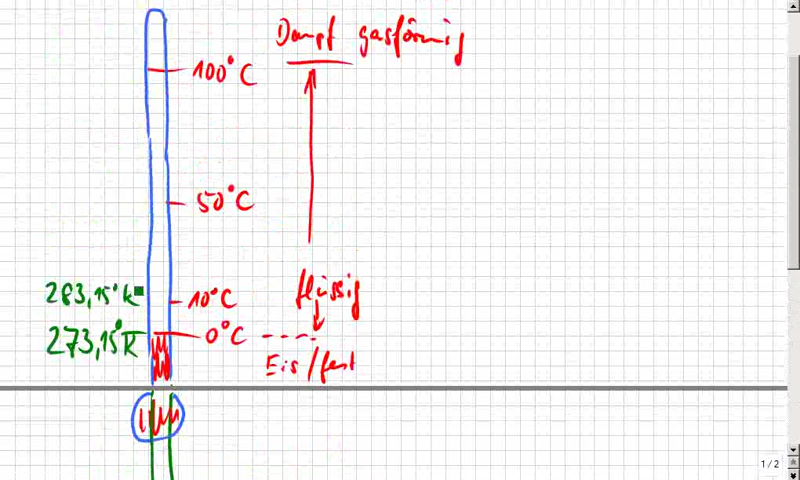 Dampf gasförmig
100°C
50°C
flüssig
283,15°K
10°C
273,15°K
0°C
Eis/fest
1/2